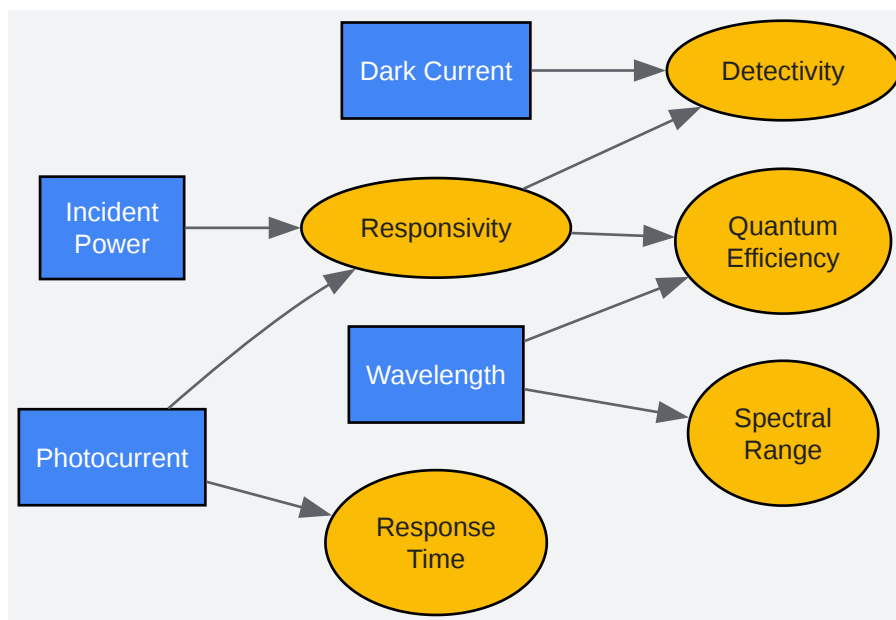 Dark Current
Detectivity
Incident
Power
Responsivity
Quantum
Efficiency
Wavelength
Spectral
Range
Photocurrent
Response
Time